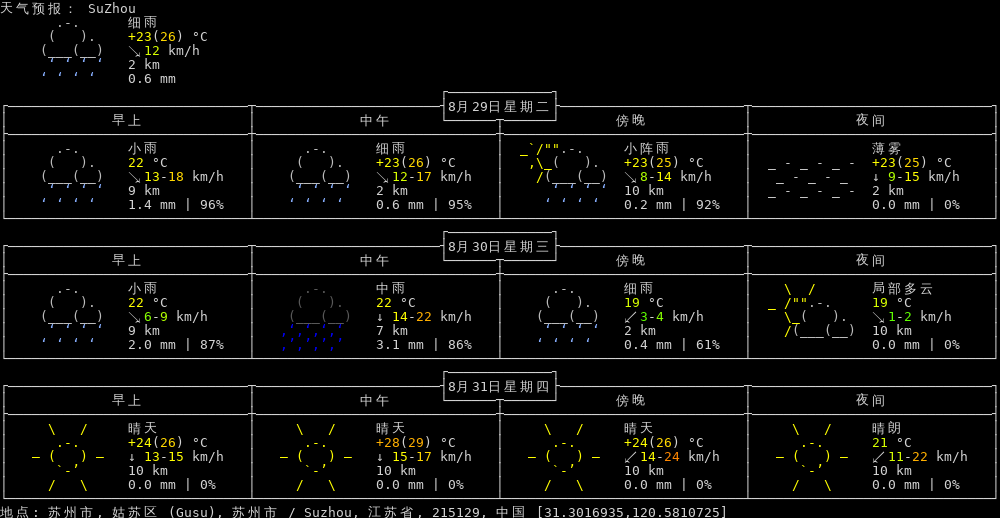 天气预报: SuZhou
细雨
+23(26) °C
↘ 12 km/h
2 km
0.6 mm
8月29日星期二
早上 中午 傍晚 夜间
小雨 细雨 小阵雨 薄雾
22 °C +23(26) °C +23(25) °C +23(25) °C
↘ 13-18 km/h ↘ 12-17 km/h ↘ 8-14 km/h ↓ 9-15 km/h
9 km 2 km 10 km 2 km
1.4 mm | 96% 0.6 mm | 95% 0.2 mm | 92% 0.0 mm | 0%
8月30日星期三
早上 中午 傍晚 夜间
小雨 中雨 细雨 局部多云
22 °C 22 °C 19 °C 19 °C
↘ 6-9 km/h ↓ 14-22 km/h ↙ 3-4 km/h ↘ 1-2 km/h
9 km 7 km 2 km 10 km
2.0 mm | 87% 3.1 mm | 86% 0.4 mm | 61% 0.0 mm | 0%
8月31日星期四
早上 中午 傍晚 夜间
晴天 晴天 晴天 晴朗
+24(26) °C +28(29) °C +24(26) °C 21 °C
↓ 13-15 km/h ↓ 15-17 km/h ↙ 14-24 km/h ↙ 11-22 km/h
10 km 10 km 10 km 10 km
0.0 mm | 0% 0.0 mm | 0% 0.0 mm | 0% 0.0 mm | 0%
地点: 苏州市, 姑苏区 (Gusu), 苏州市 / Suzhou, 江苏省, 215129, 中国 [31.3016935,120.5810725]